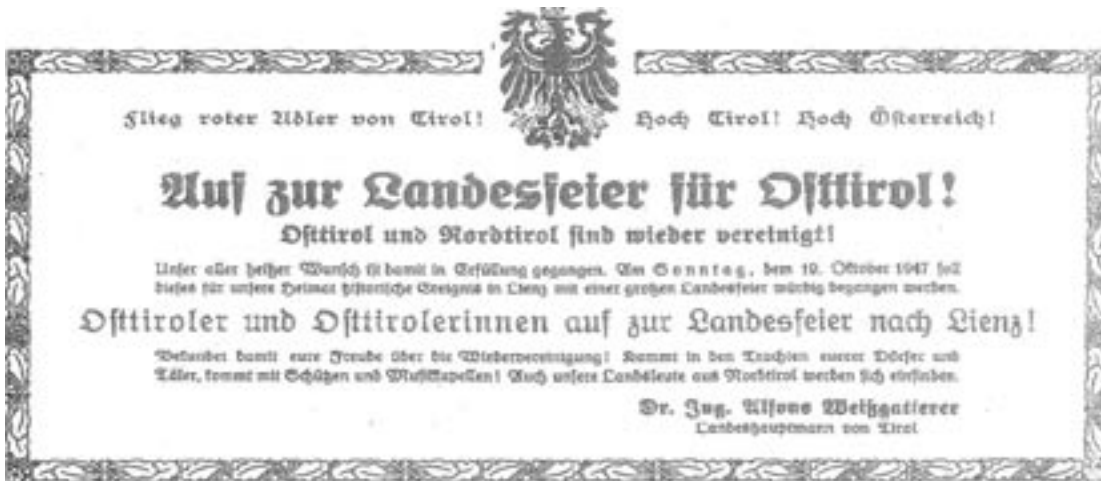 Flieg roter Adler von Tirol! Hoch Tirol! Hoch Österreich!
Auf zur Landesfeier für Osttirol!
Osttirol und Nordtirol sind wieder vereinigt!
Unser aller heißer Wunsch ist damit in Erfüllung gegangen. Am Sonntag, dem 19. Oktober 1947 soll
dieses für unsere Heimat historische Ereignis in Lienz mit einer großen Landesfeier würdig begangen werden.
Osttiroler und Osttirolerinnen auf zur Landesfeier nach Lienz!
Bekundet damit eure Freude über die Wiedervereinigung! Kommt in den Trachten eurer Dörfer und
Täler, kommt mit Schützen und Musikkapellen! Auch unsere Landsleute aus Nordtirol werden sich einfinden.
Dr. Ing. Alfons Weißgatterer
Landeshauptmann von Tirol